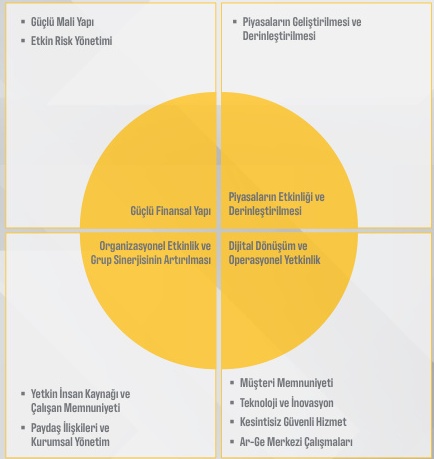 Güçlü Mali Yapı
Etkin Risk Yönetimi
Güçlü Finansal Yapı
Piyasaların Geliştirilmesi ve
Derinleştirilmesi
Piyasaların Etkinliği ve
Derinleştirilmesi
Organizasyonel Etkinlik ve
Grup Sinerjisinin Artırılması
Yetkin İnsan Kaynağı ve
Çalışan Memnuniyeti
Paydaş İlişkileri ve
Kurumsal Yönetim
Dijital Dönüşüm ve
Operasyonel Yetkinlik
Müşteri Memnuniyeti
Teknoloji ve İnovasyon
Kesintisiz Güvenli Hizmet
Ar-Ge Merkezi Çalışmaları